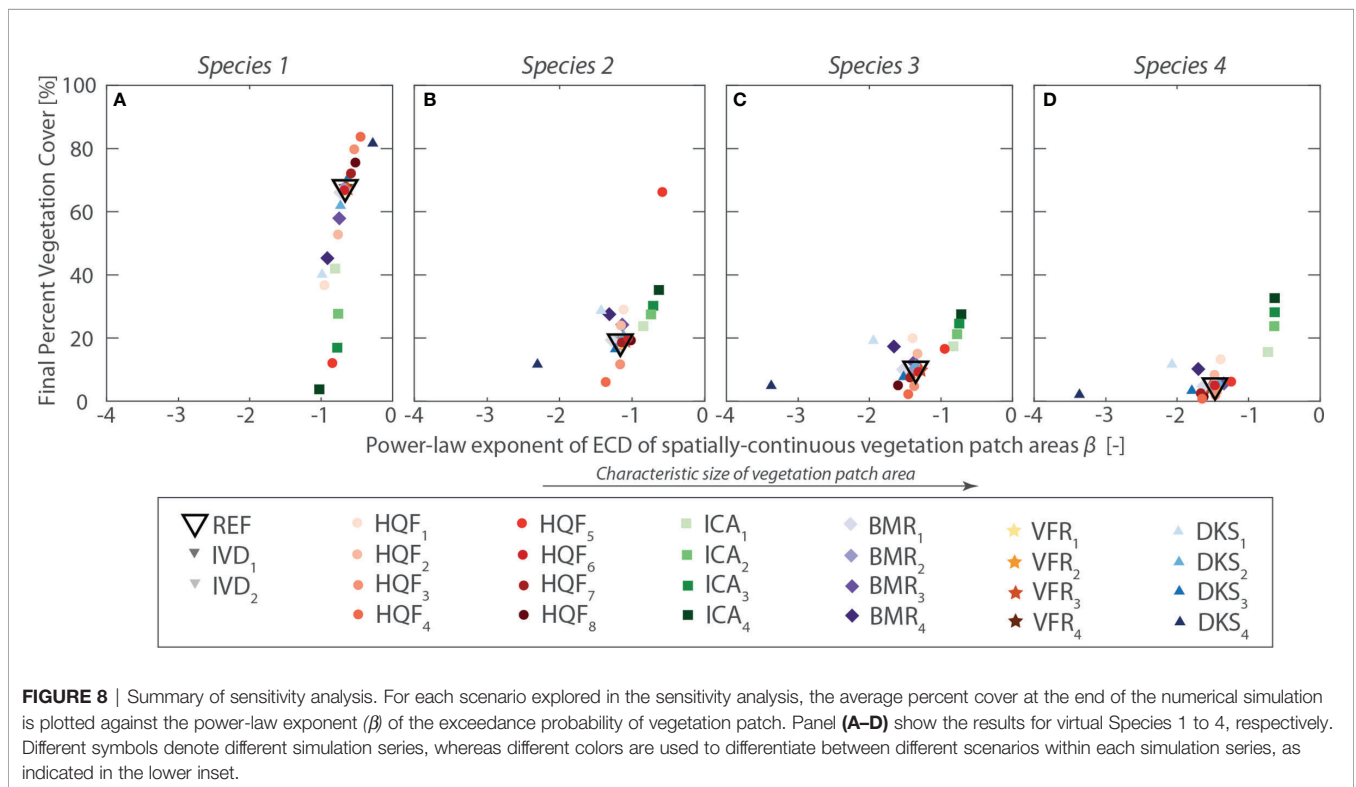 Species 1 Species 2 Species 3 Species 4
Final Percent Vegetation Cover [%]
100
80
60
40
20
0
A B C D
-4 -3 -2 -1 0 -4 -3 -2 -1 0 -4 -3 -2 -1 0 -4 -3 -2 -1 0
Power-law exponent of ECD of spatially-continuous vegetation patch areas β [-]
Characteristic size of vegetation patch area
REF HQF1 HQF5 ICA1 BMR1 VFR1 DKS1
IVD1 HQF2 HQF6 ICA2 BMR2 VFR2 DKS2
IVD2 HQF3 HQF7 ICA3 BMR3 VFR3 DKS3
HQF4 HQF8 ICA4 BMR4 VFR4 DKS4
FIGURE 8 | Summary of sensitivity analysis. For each scenario explored in the sensitivity analysis, the average percent cover at the end of the numerical simulation
is plotted against the power-law exponent (β) of the exceedance probability of vegetation patch. Panel (A–D) show the results for virtual Species 1 to 4, respectively.
Different symbols denote different simulation series, whereas different colors are used to differentiate between different scenarios within each simulation series, as
indicated in the lower inset.